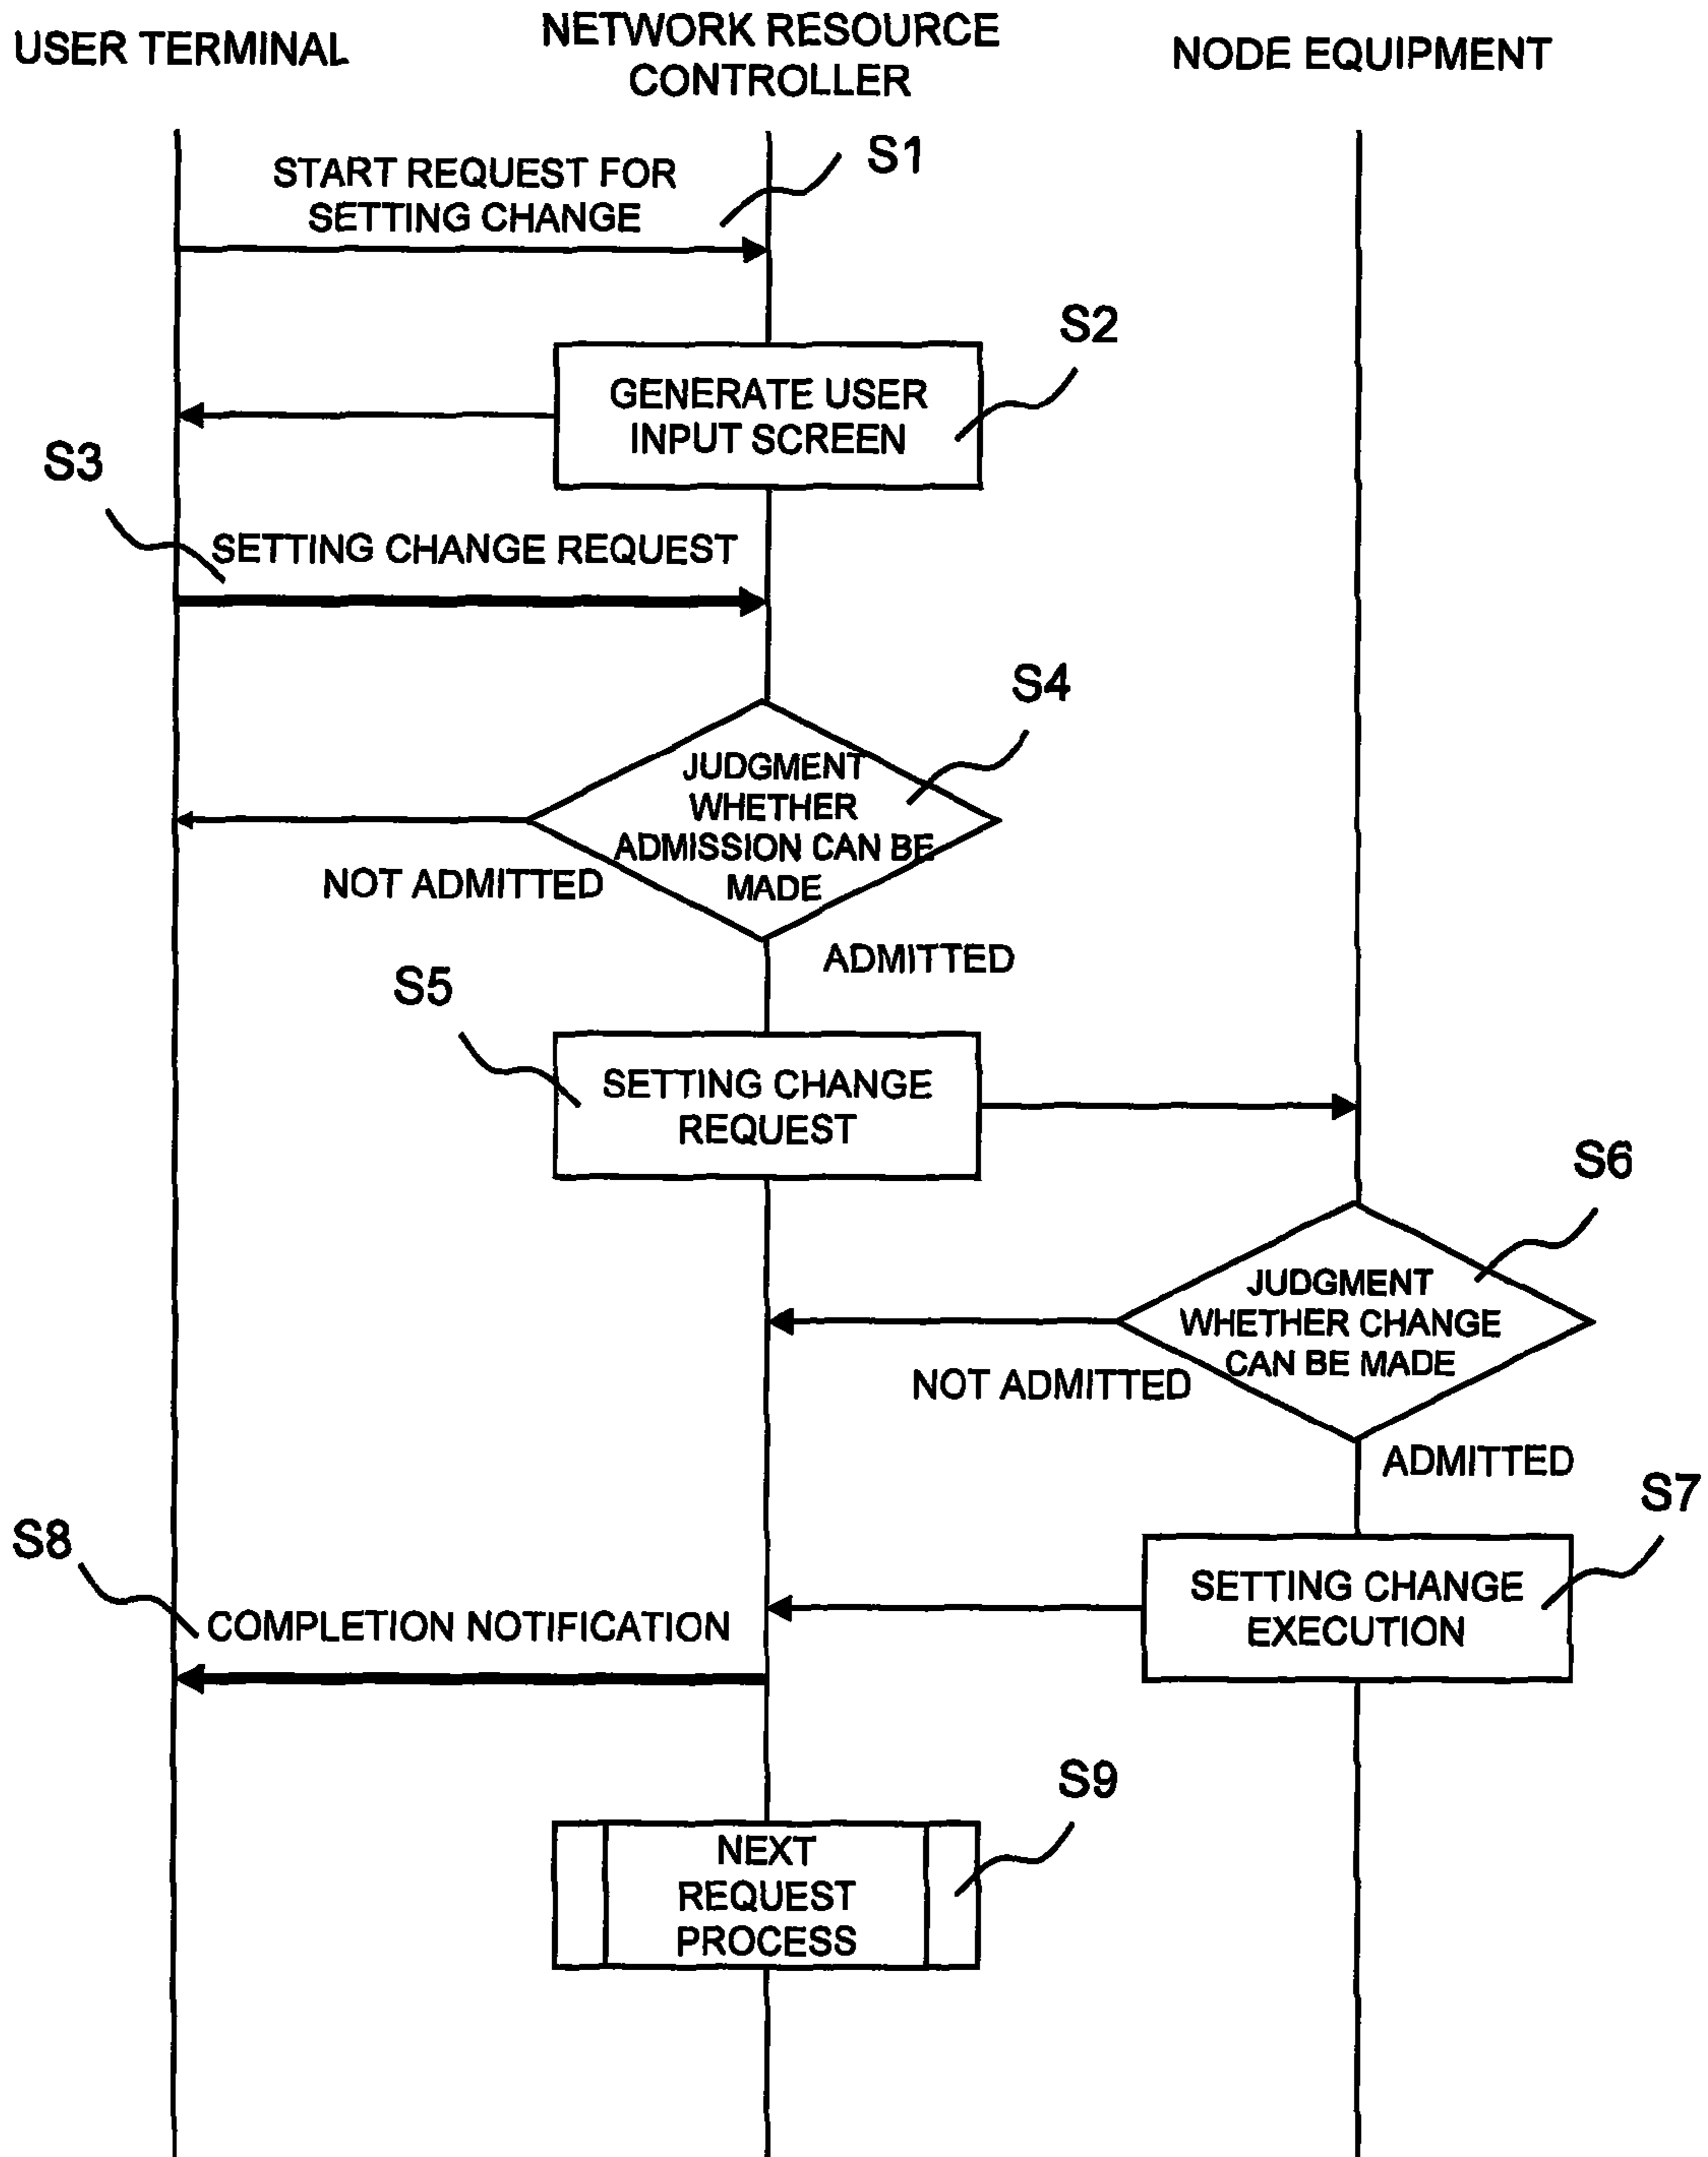 USER TERMINAL
NETWORK RESOURCE
CONTROLLER
NODE EQUIPMENT
START REQUEST FOR
SETTING CHANGE
S1
S2
GENERATE USER
INPUT SCREEN
S3
SETTING CHANGE REQUEST
S4
JUDGMENT
WHETHER
ADMISSION CAN BE
MADE
NOT ADMITTED
ADMITTED
S5
SETTING CHANGE
REQUEST
S6
JUDGMENT
WHETHER CHANGE
CAN BE MADE
NOT ADMITTED
ADMITTED
S7
SETTING CHANGE
EXECUTION
S8
COMPLETION NOTIFICATION
S9
NEXT
REQUEST
PROCESS